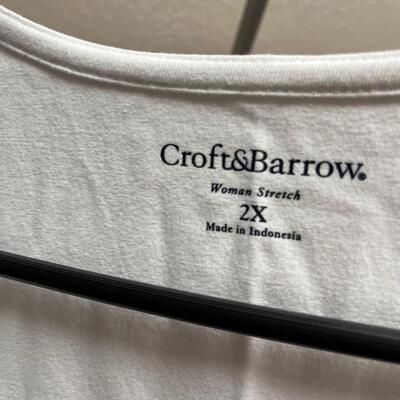 Croft&Barrow®
Woman Stretch
2X
Made in Indonesia